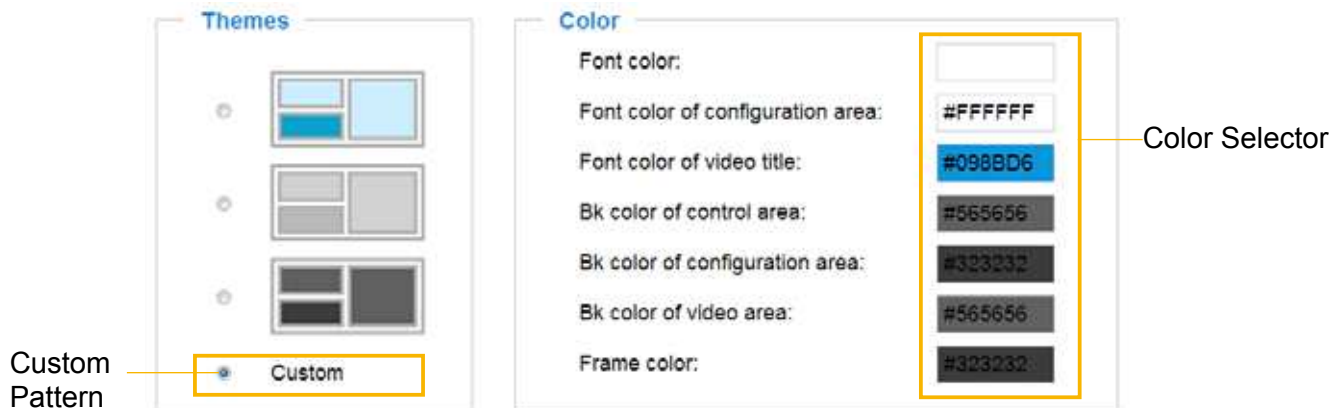 Themes
Color
Font color:
Font color of configuration area:
#FFFFFF
Font color of video title:
#098BD6
Bk color of control area:
#565656
Bk color of configuration area:
#323232
Bk color of video area:
#565656
Frame color:
#323232
Color Selector
Custom
Custom
Pattern